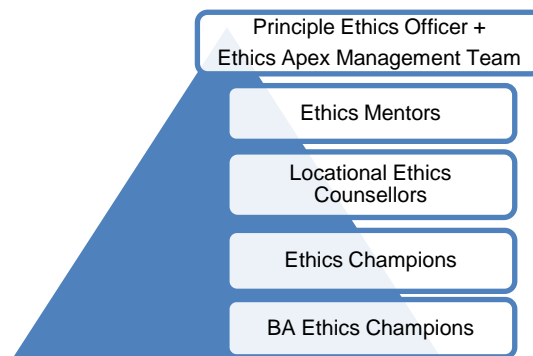 Principle Ethics Officer +
Ethics Apex Management Team
Ethics Mentors
Locational Ethics
Counsellors
Ethics Champions
BA Ethics Champions